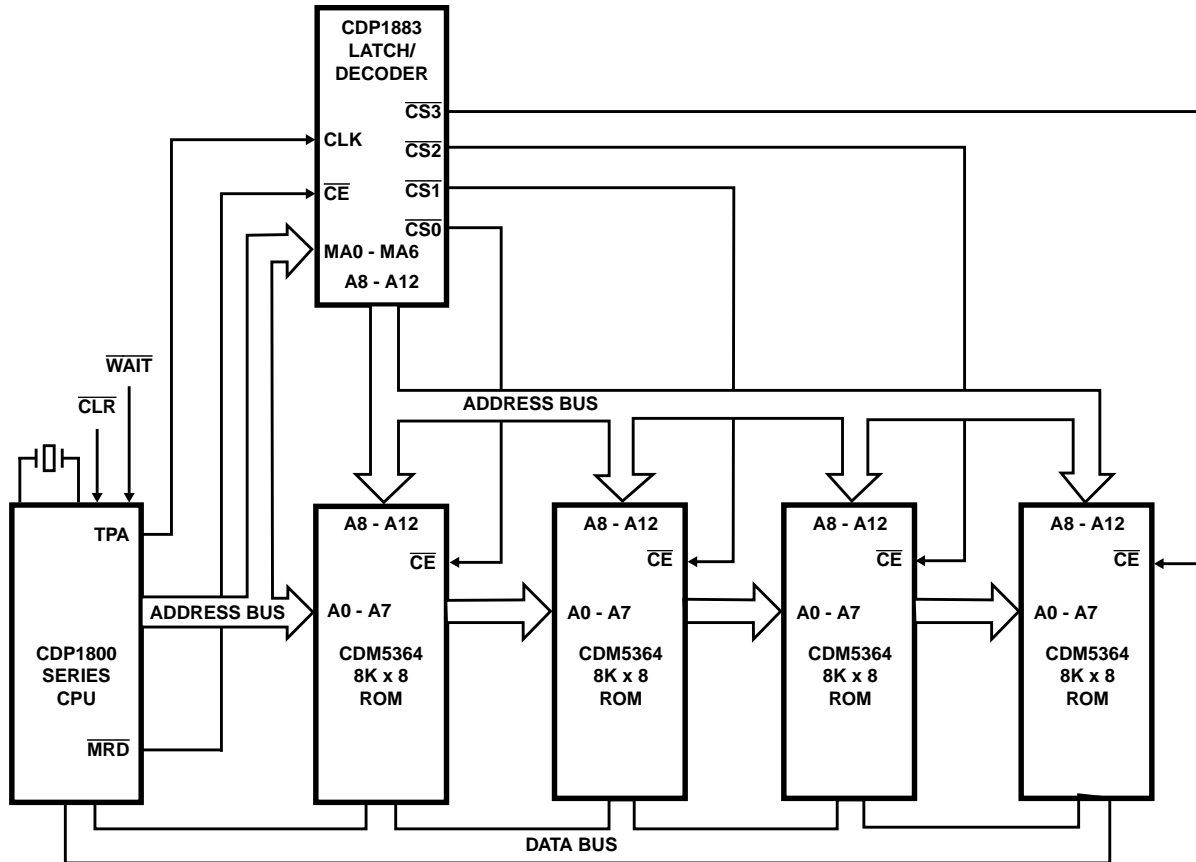 CDP1883
LATCH/
DECODER
CS3
CLK
CS2
CE
CS1
CS0
MA0 - MA6
A8 - A12
WAIT
CLR
ADDRESS BUS
TPA
ADDRESS BUS
CDP1800
SERIES
CPU
MRD
A8 - A12
CE
A0 - A7
CDM5364
8K x 8
ROM
A8 - A12
CE
A0 - A7
CDM5364
8K x 8
ROM
A8 - A12
CE
A0 - A7
CDM5364
8K x 8
ROM
A8 - A12
CE
A0 - A7
CDM5364
8K x 8
ROM
DATA BUS